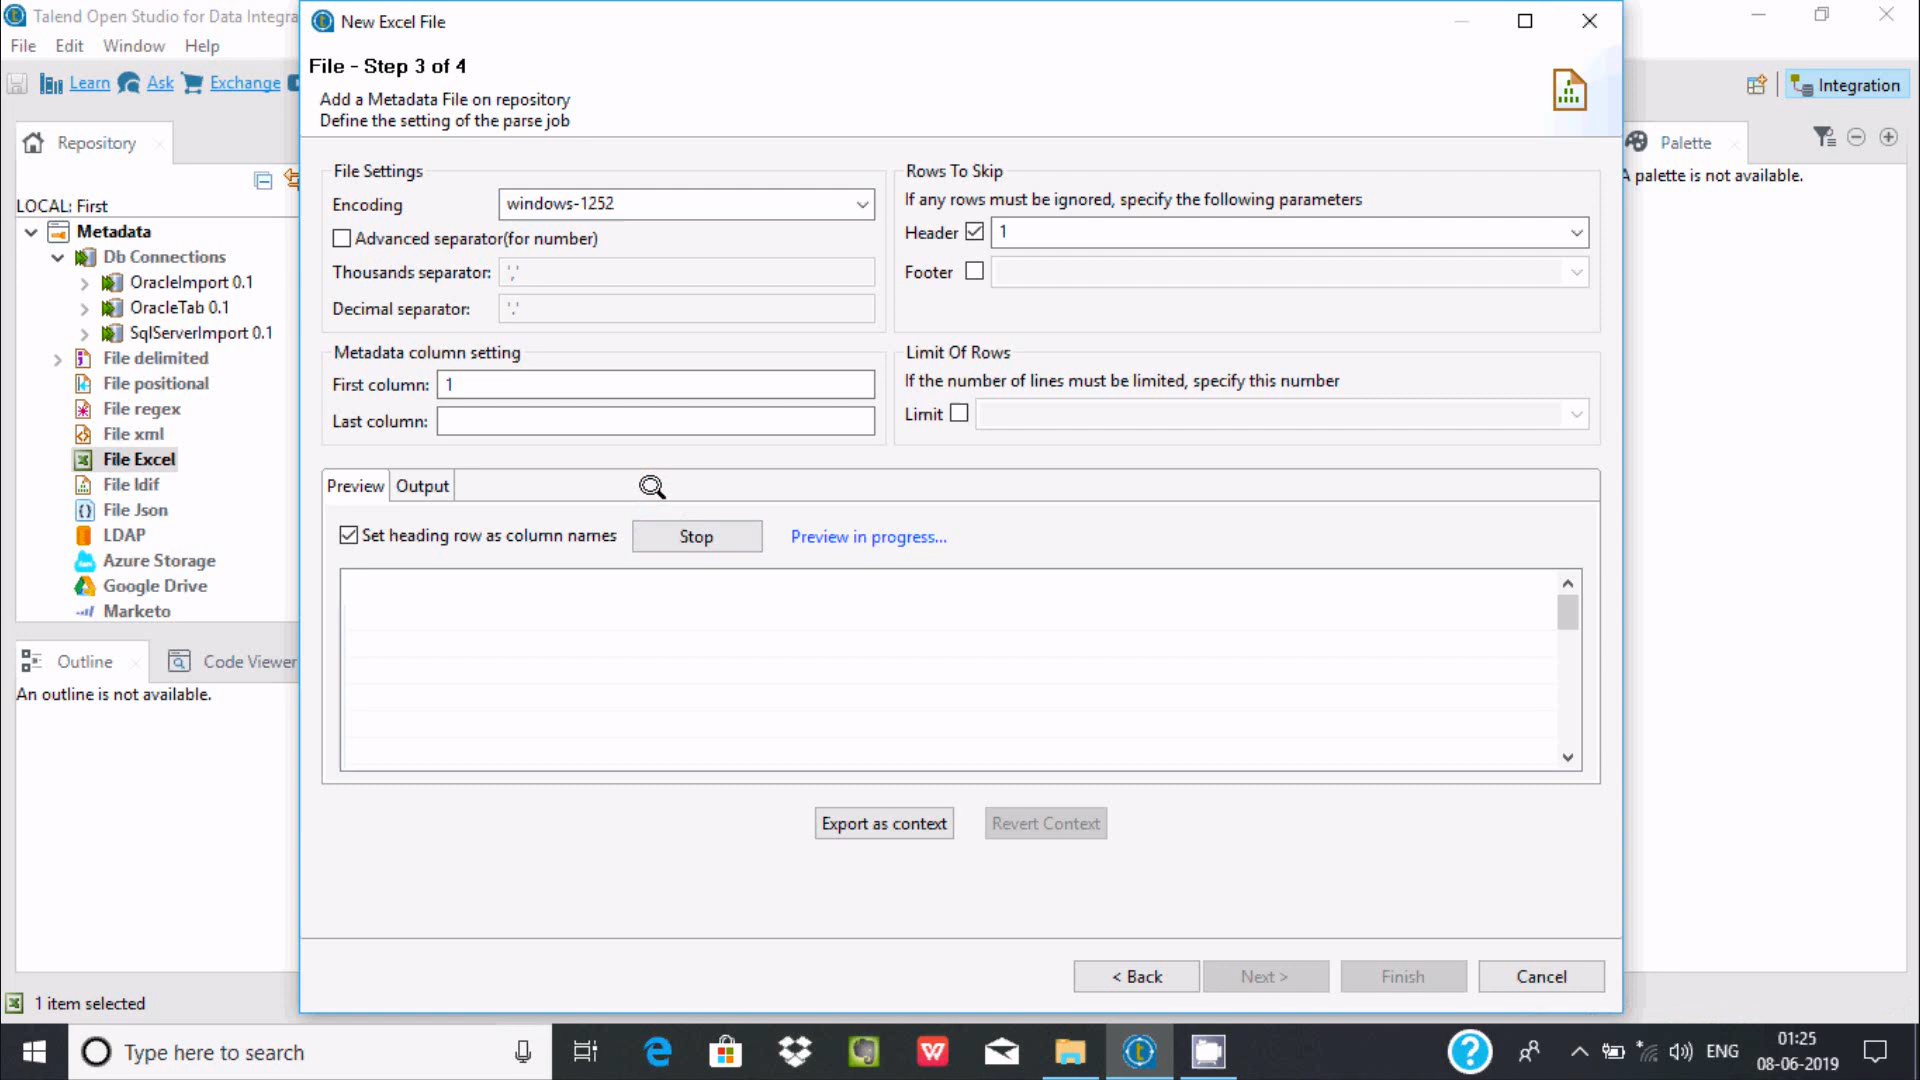 Talend Open Studio for Data Integra
New Excel File
File Edit Window Help
File - Step 3 of 4
Learn Ask Exchange
Integration
Add a Metadata File on repository
Define the setting of the parse job
Repository
Palette
A palette is not available.
LOCAL: First
Metadata
Db Connections
OracleImport 0.1
OracleTab 0.1
SqlServerImport 0.1
File delimited
File positional
File regex
File xml
File Excel
File ldif
File Json
LDAP
Azure Storage
Google Drive
Marketo
File Settings
Encoding windows-1252
Advanced separator(for number)
Thousands separator: ','
Decimal separator: '.'
Rows To Skip
If any rows must be ignored, specify the following parameters
Header 1
Footer
Metadata column setting
First column: 1
Last column:
Limit Of Rows
If the number of lines must be limited, specify this number
Limit
Preview Output
Set heading row as column names Stop Preview in progress...
Export as context Revert Context
< Back Next > Finish Cancel
Outline Code Viewer
An outline is not available.
1 item selected
Type here to search
ENG
01:25
08-06-2019